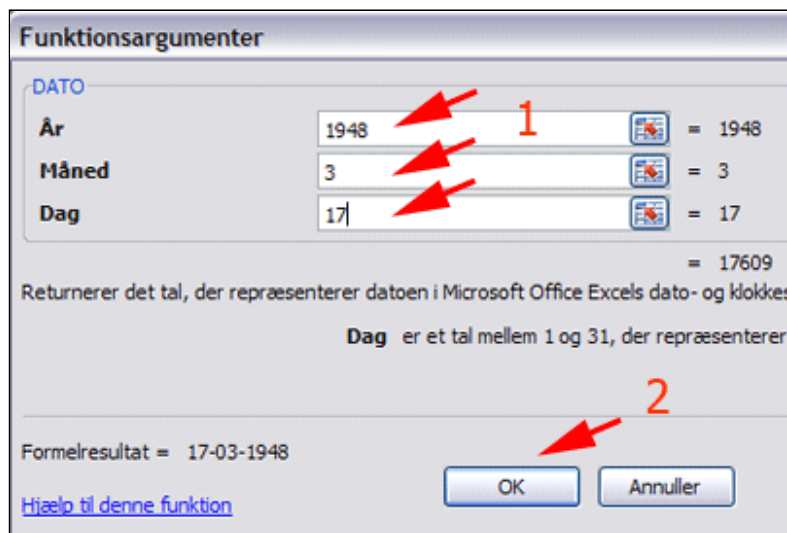 Funktionsargumenter
DATO
År 1948 = 1948
1
Måned 3 = 3
Dag 17 = 17
= 17609
Returnerer det tal, der repræsenterer datoen i Microsoft Office Excels dato- og klokkes
Dag er et tal mellem 1 og 31, der repræsenterer
2
Formelresultat = 17-03-1948
OK Annuller
Hjælp til denne funktion